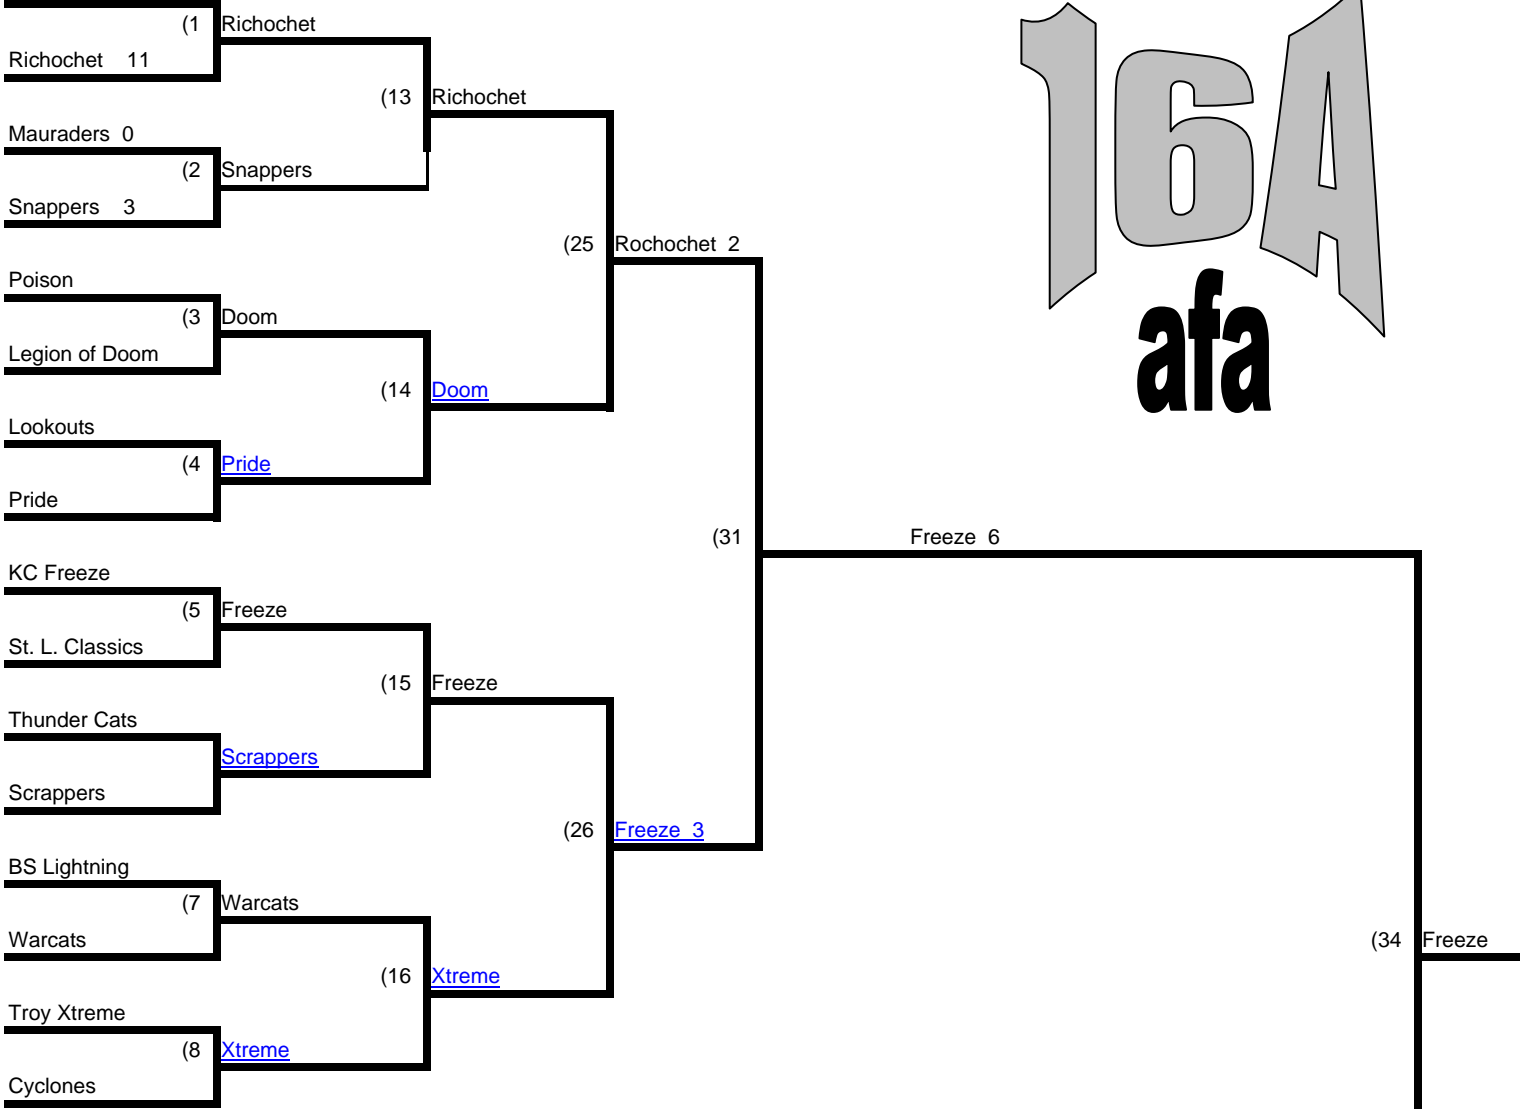 (1 Richochet
Richochet 11
(13 Richochet
Mauraders 0
(2 Snappers
Snappers 3
(25 Rochochet 2
Poison
(3 Doom
Legion of Doom
(14 Doom
Lookouts
(4 Pride
Pride
(31 Freeze 6
KC Freeze
(5 Freeze
St. L. Classics
(15 Freeze
Thunder Cats
Scrappers
Scrappers
(26 Freeze 3
BS Lightning
(7 Warcats
Warcats
(34 Freeze
(16 Xtreme
Troy Xtreme
(8 Xtreme
Cyclones
16A
afa